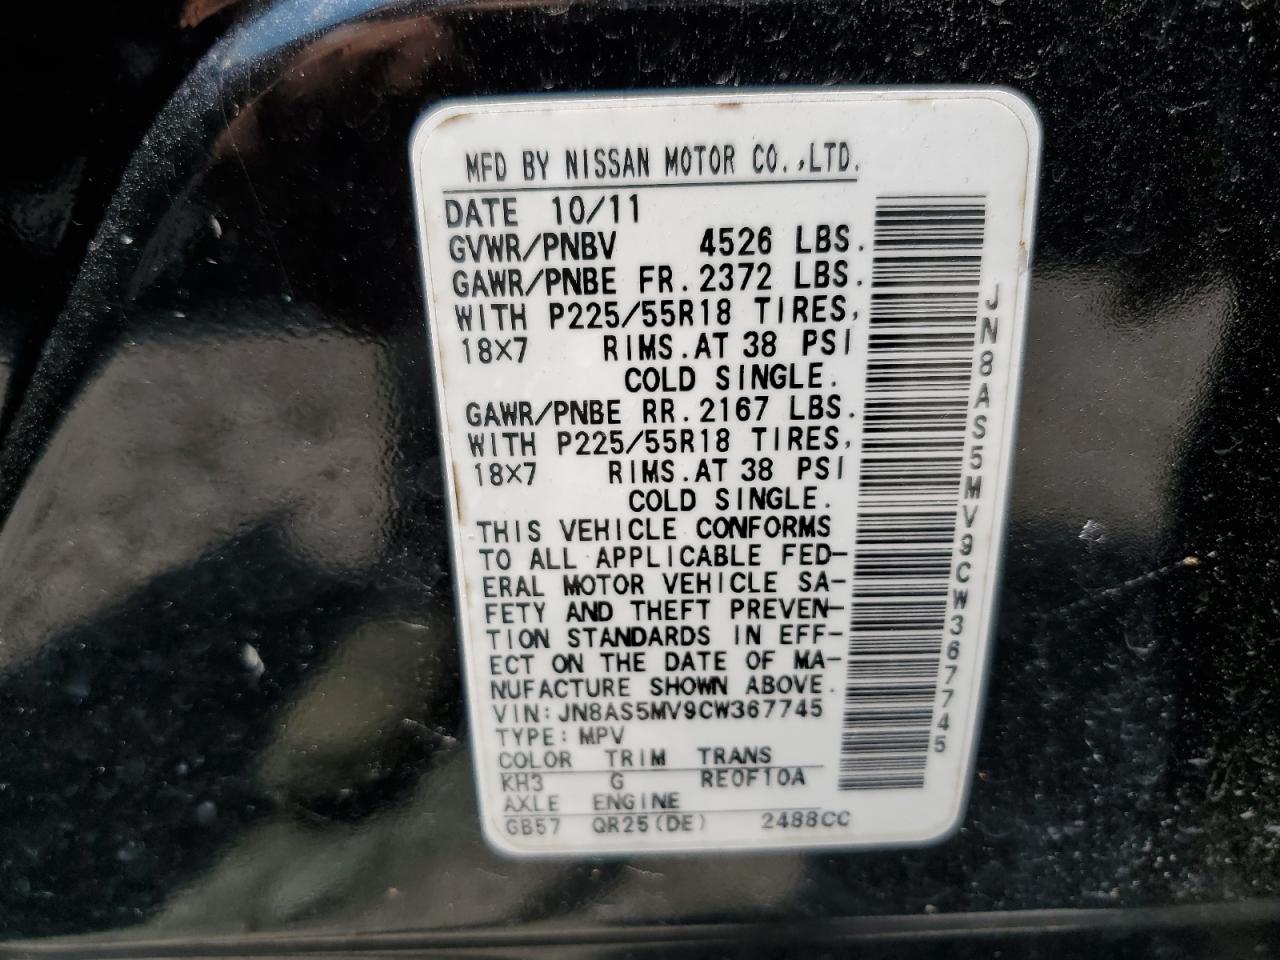 MFD BY NISSAN MOTOR CO.,LTD.
DATE 10/11
GVWR/PNBV 4526 LBS.
GAWR/PNBE FR. 2372 LBS.
WITH P225/55R18 TIRES,
18X7 RIMS. AT 38 PSI
COLD SINGLE.
GAWR/PNBE RR. 2167 LBS.
WITH P225/55R18 TIRES,
18X7 RIMS. AT 38 PSI
COLD SINGLE.
THIS VEHICLE CONFORMS
TO ALL APPLICABLE FED-
ERAL MOTOR VEHICLE SA-
FETY AND THEFT PREVEN-
TION STANDARDS IN EFF-
ECT ON THE DATE OF MA-
NUFACTURE SHOWN ABOVE.
VIN: JN8AS5MV9CW367745
TYPE: MPV
COLOR TRIM TRANS
KH3 G RE0F10A
AXLE ENGINE
GB57 QR25(DE) 2488CC
JN8AS5MV9CW367745